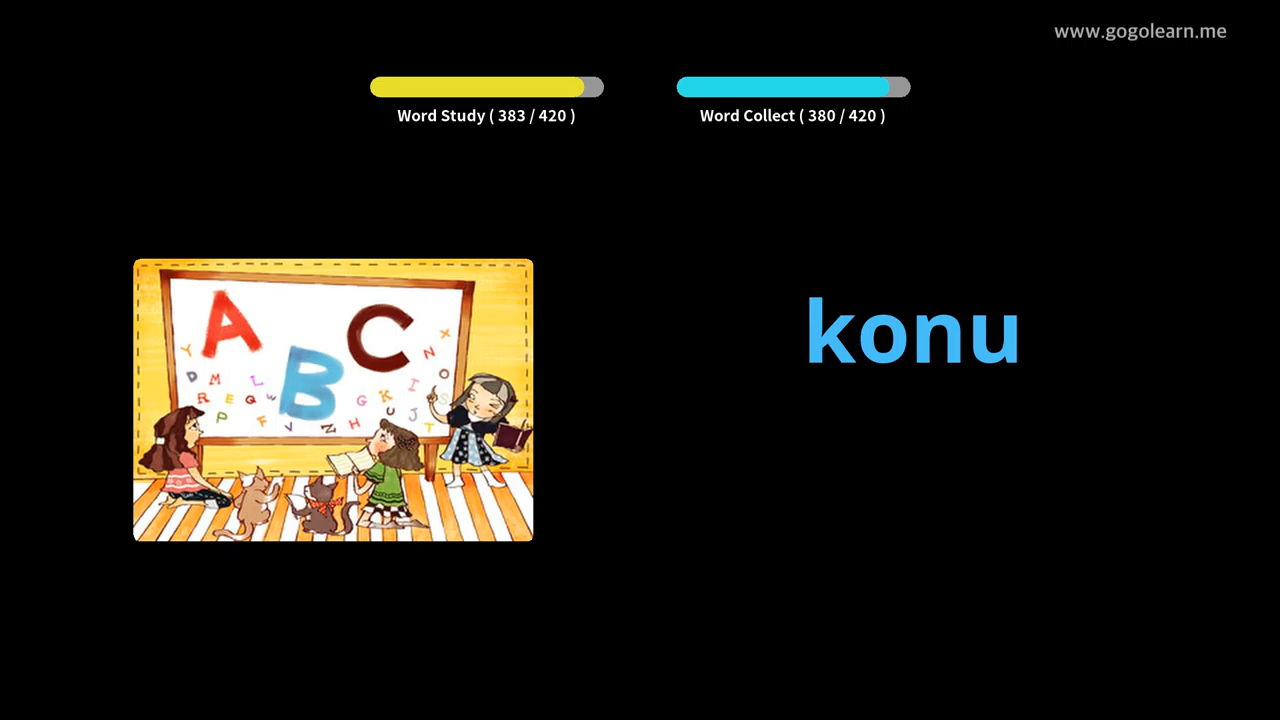 www.gogolearn.me
Word Study ( 383 / 420 )
Word Collect ( 380 / 420 )
konu
A
C
B
X
Y
N
D M L O
I
R E Q W G K S
P U J
F V Z H T